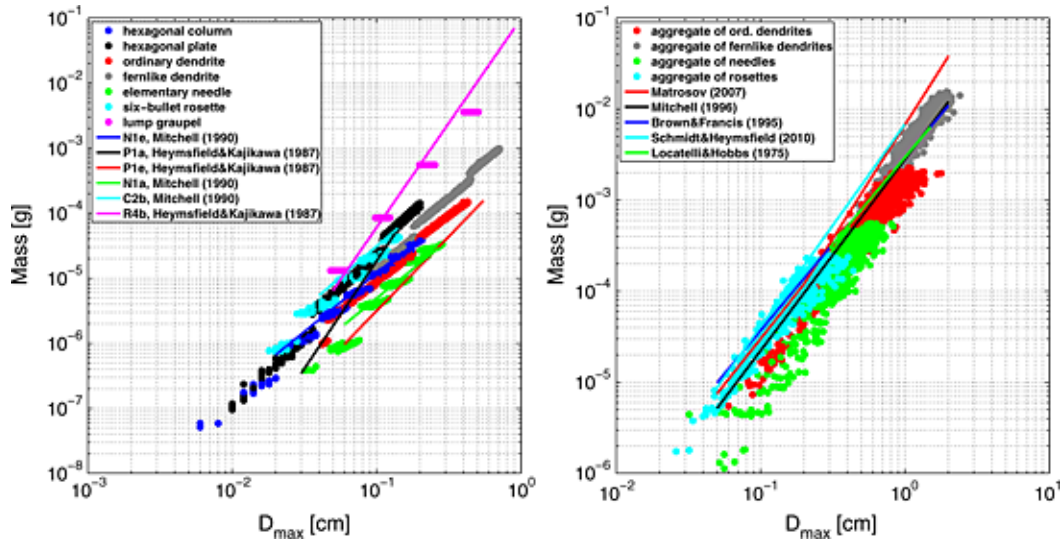 hexagonal column
hexagonal plate
ordinary dendrite
fernlike dendrite
elementary needle
six-bullet rosette
lump graupel
N1e, Mitchell (1990)
P1a, Heymsfield&Kajikawa (1987)
P1e, Heymsfield&Kajikawa (1987)
N1a, Mitchell (1990)
C2b, Mitchell (1990)
R4b, Heymsfield&Kajikawa (1987)
Mass [g]
10⁰
10⁻¹
10⁻²
10⁻³
10⁻⁴
10⁻⁵
10⁻⁶
10⁻⁷
10⁻⁸
10⁻³ 10⁻² 10⁻¹ 10⁰
D_max [cm]
aggregate of ord. dendrites
aggregate of fernlike dendrites
aggregate of needles
aggregate of rosettes
Matrosov (2007)
Mitchell (1996)
Brown&Francis (1995)
Schmidt&Heymsfield (2010)
Locatelli&Hobbs (1975)
Mass [g]
10⁻¹
10⁻²
10⁻³
10⁻⁴
10⁻⁵
10⁻⁶
10⁻² 10⁻¹ 10⁰ 10¹
D_max [cm]